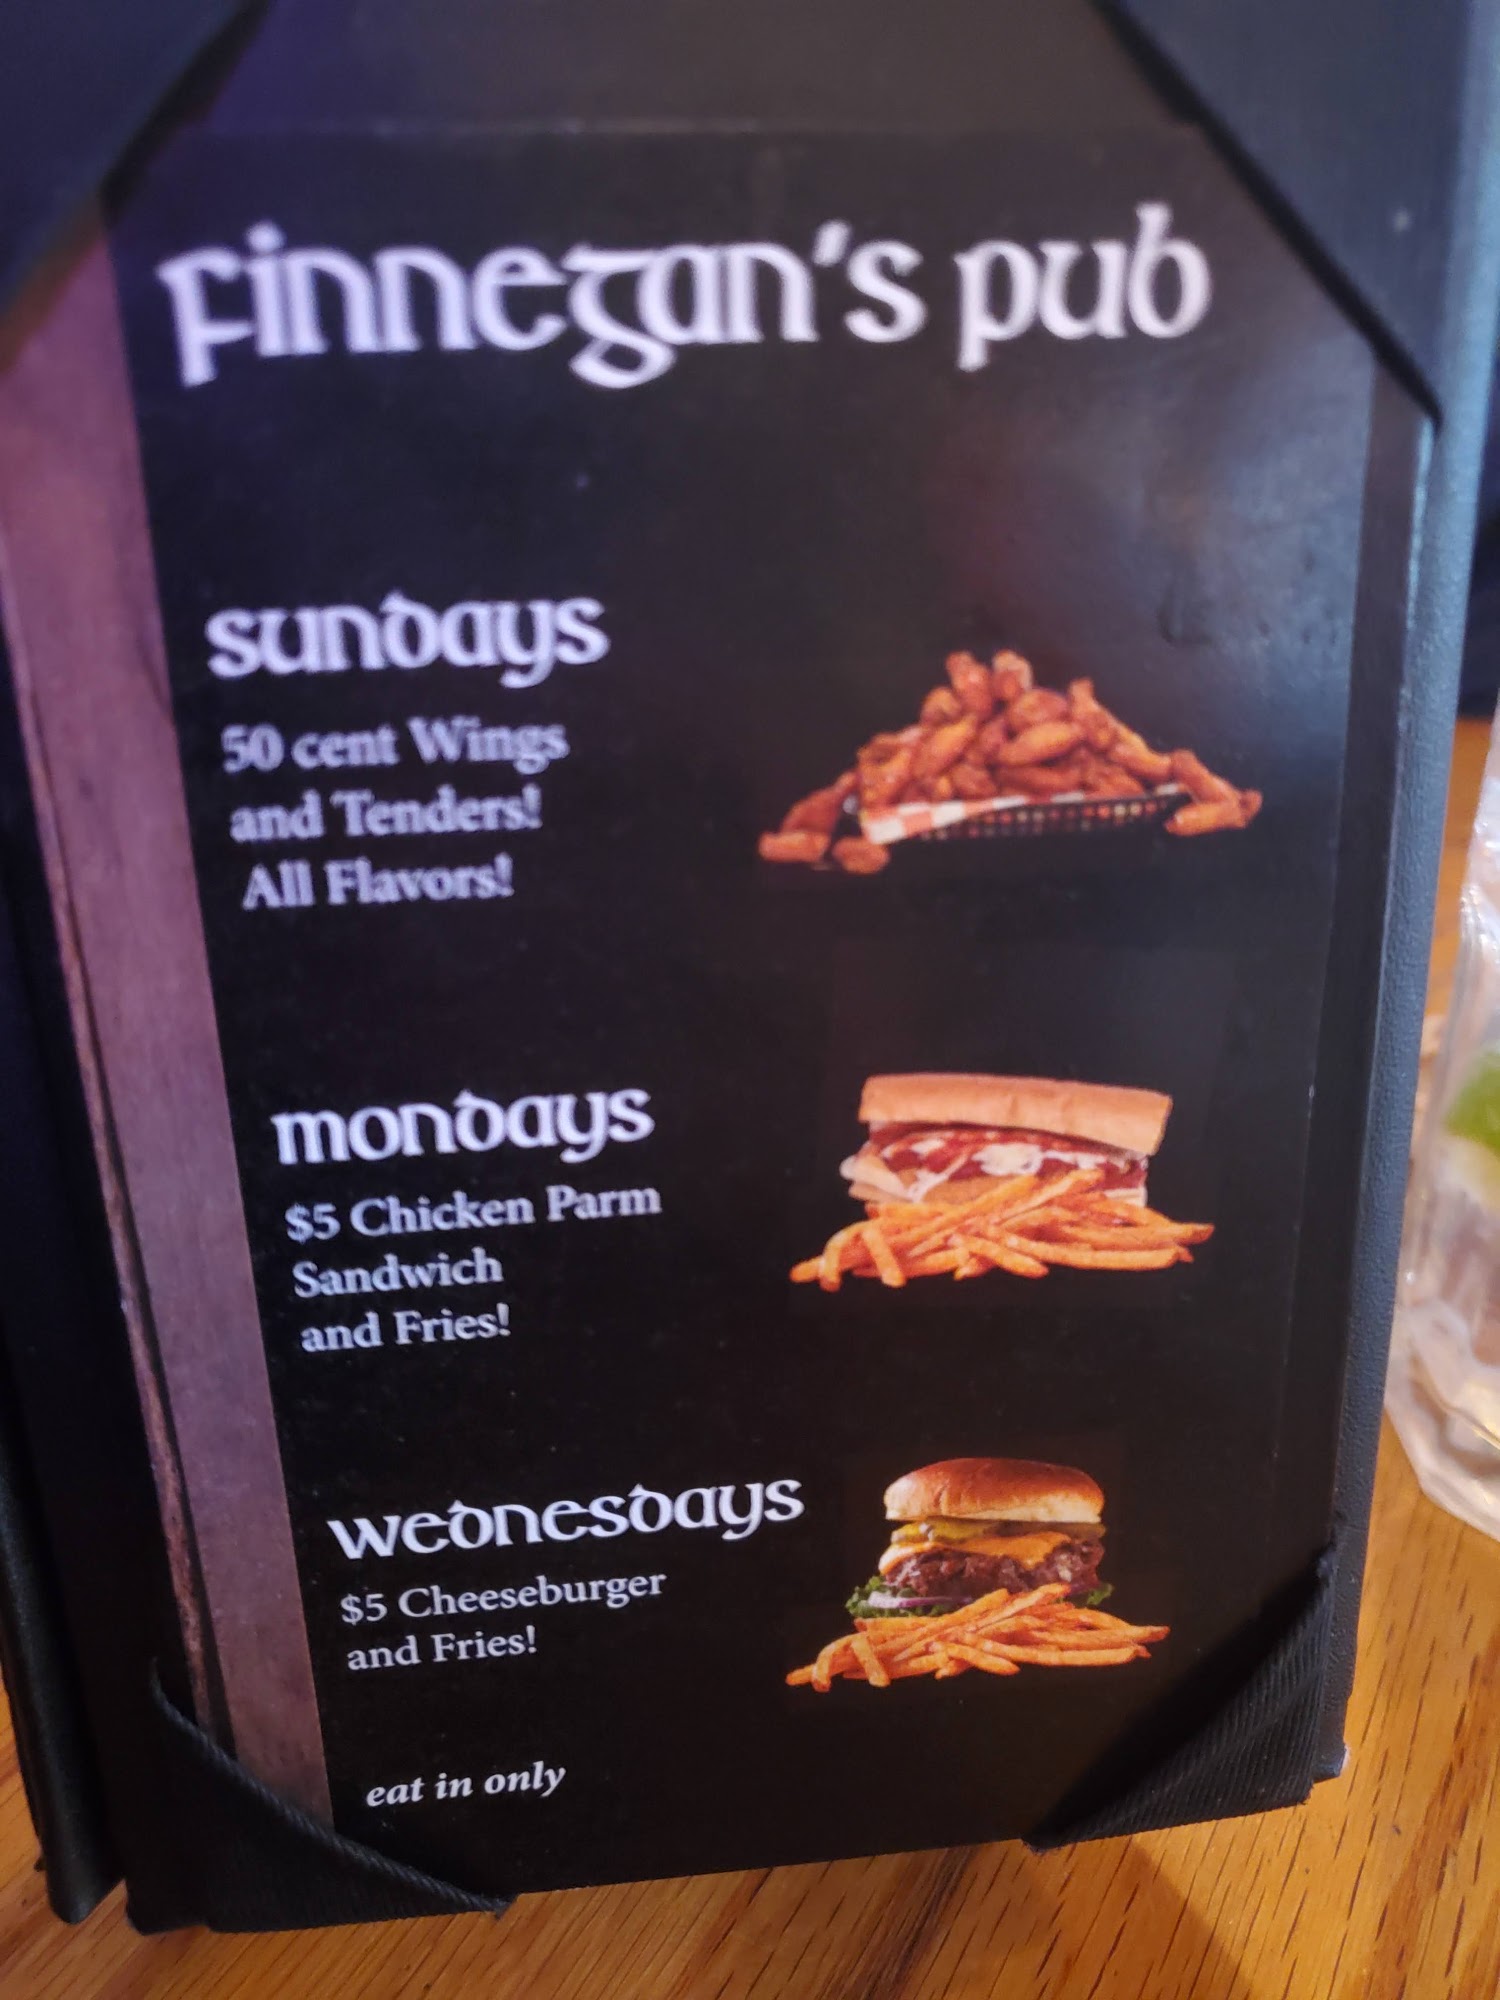 Finnegan's Pub
Sundays
50 cent Wings
and Tenders!
All Flavors!
Mondays
$5 Chicken Parm
Sandwich
and Fries!
Wednesdays
$5 Cheeseburger
and Fries!
eat in only